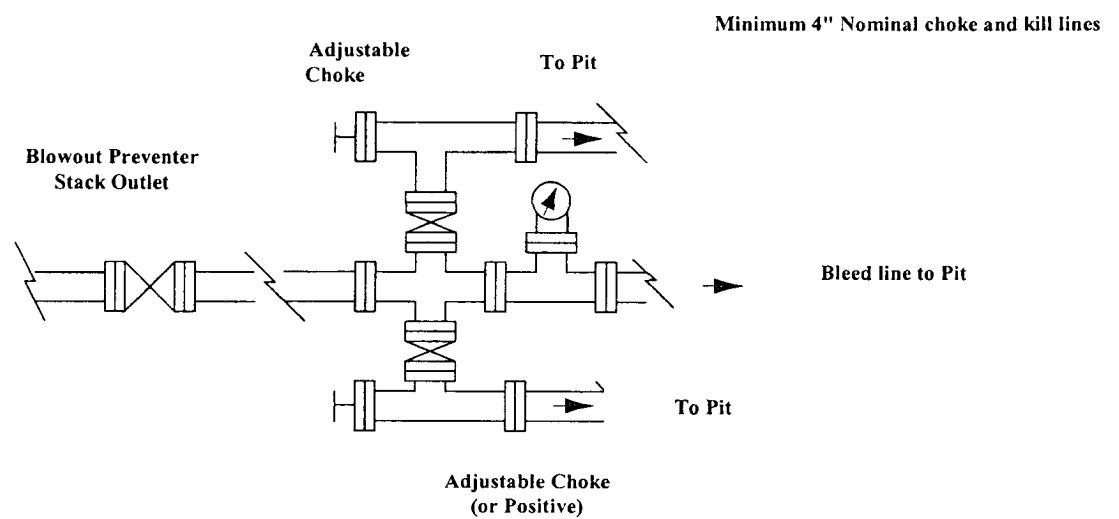 Minimum 4" Nominal choke and kill lines
Adjustable
Choke
To Pit
Blowout Preventer
Stack Outlet
Bleed line to Pit
To Pit
Adjustable Choke
(or Positive)